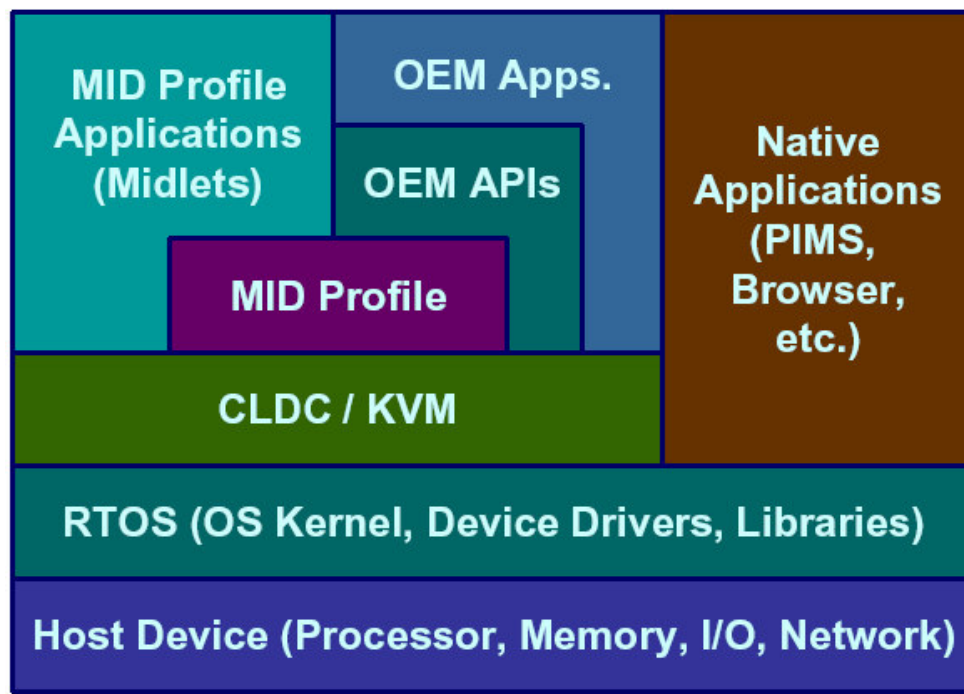 MID Profile
Applications
(Midlets)
OEM Apps.
OEM APIs
MID Profile
Native
Applications
(PIMS,
Browser,
etc.)
CLDC / KVM
RTOS (OS Kernel, Device Drivers, Libraries)
Host Device (Processor, Memory, I/O, Network)